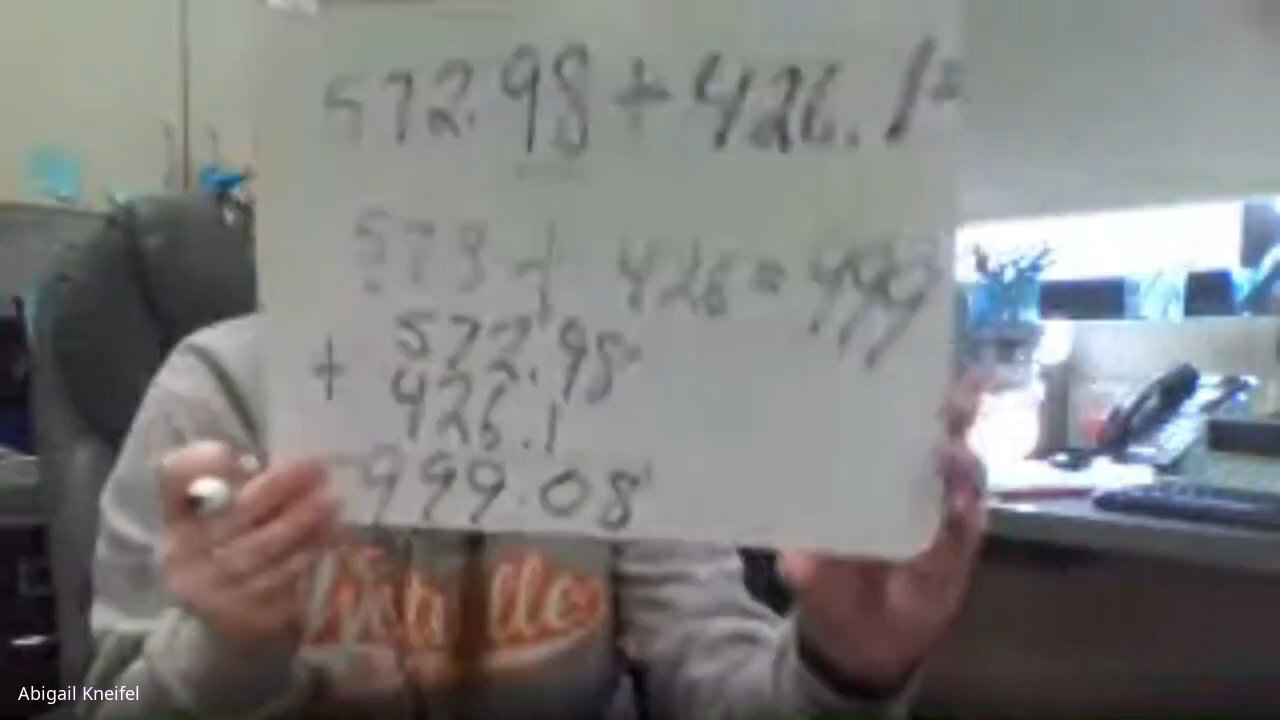 572.98 + 426.1=
573 + 426 = 999
572.98
+ 426.1
999.08
Abigail Kneifel